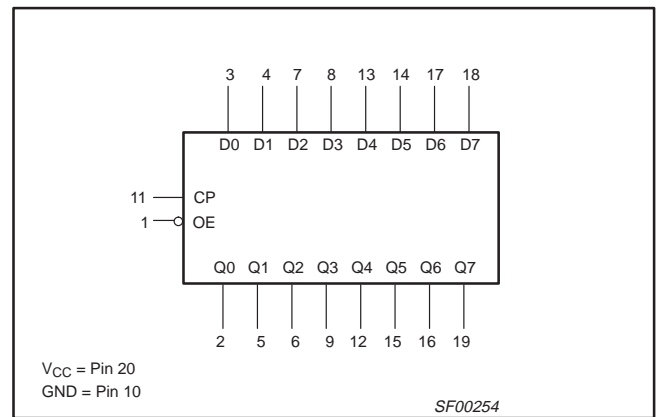 3 4 7 8 13 14 17 18
D0 D1 D2 D3 D4 D5 D6 D7
11 CP
1 OE
Q0 Q1 Q2 Q3 Q4 Q5 Q6 Q7
2 5 6 9 12 15 16 19
VCC = Pin 20
GND = Pin 10
SF00254